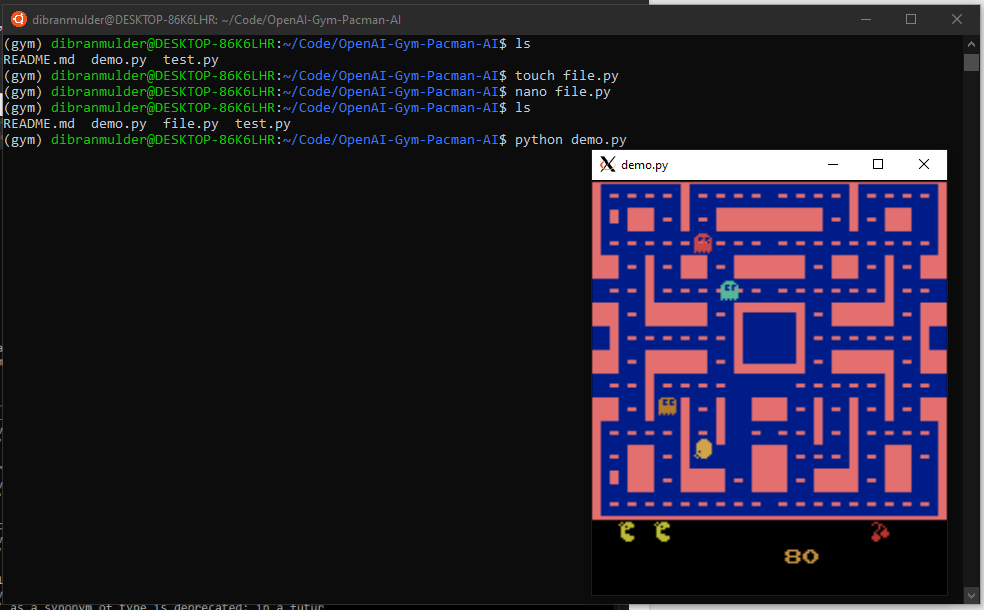 dibranmulder@DESKTOP-86K6LHR: ~/Code/OpenAI-Gym-Pacman-AI
(gym) dibranmulder@DESKTOP-86K6LHR:~/Code/OpenAI-Gym-Pacman-AI$ ls
README.md  demo.py  test.py
(gym) dibranmulder@DESKTOP-86K6LHR:~/Code/OpenAI-Gym-Pacman-AI$ touch file.py
(gym) dibranmulder@DESKTOP-86K6LHR:~/Code/OpenAI-Gym-Pacman-AI$ nano file.py
(gym) dibranmulder@DESKTOP-86K6LHR:~/Code/OpenAI-Gym-Pacman-AI$ ls
README.md  demo.py  file.py  test.py
(gym) dibranmulder@DESKTOP-86K6LHR:~/Code/OpenAI-Gym-Pacman-AI$ python demo.py
demo.py
80
as a synonym of type is deprecated; in a futur